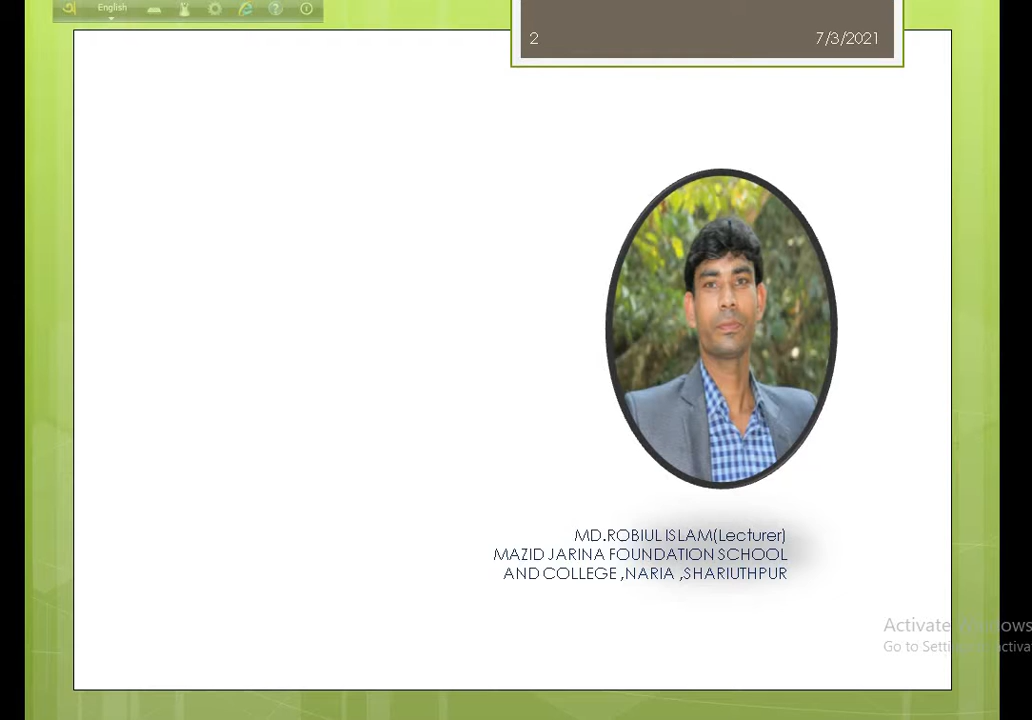 English
2 7/3/2021
MD.ROBIUL ISLAM(Lecturer)
MAZID JARINA FOUNDATION SCHOOL
AND COLLEGE ,NARIA ,SHARIUTHPUR
Activate Windows
Go to